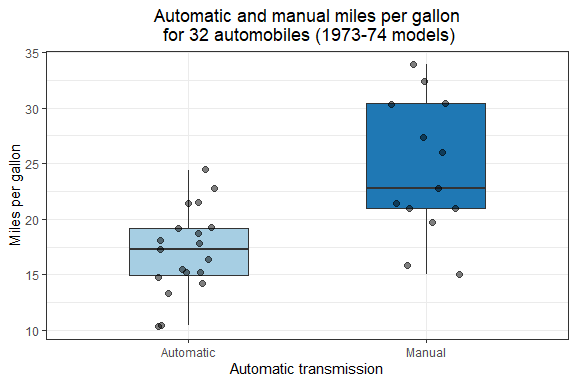 Automatic and manual miles per gallon
for 32 automobiles (1973-74 models)
Miles per gallon
35
30
25
20
15
10
Automatic
Manual
Automatic transmission